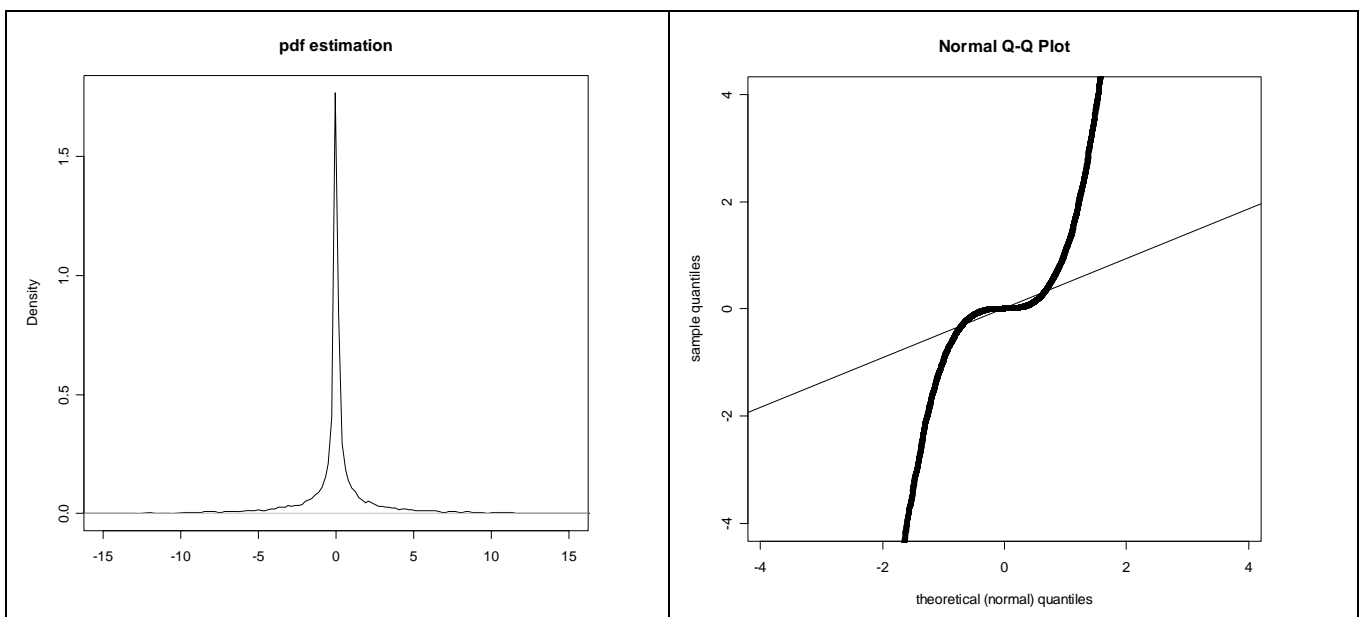 pdf estimation
Density
1.5
1.0
0.5
0.0
-15 -10 -5 0 5 10 15
Normal Q-Q Plot
sample quantiles
4
2
0
-2
-4
-4 -2 0 2 4
theoretical (normal) quantiles